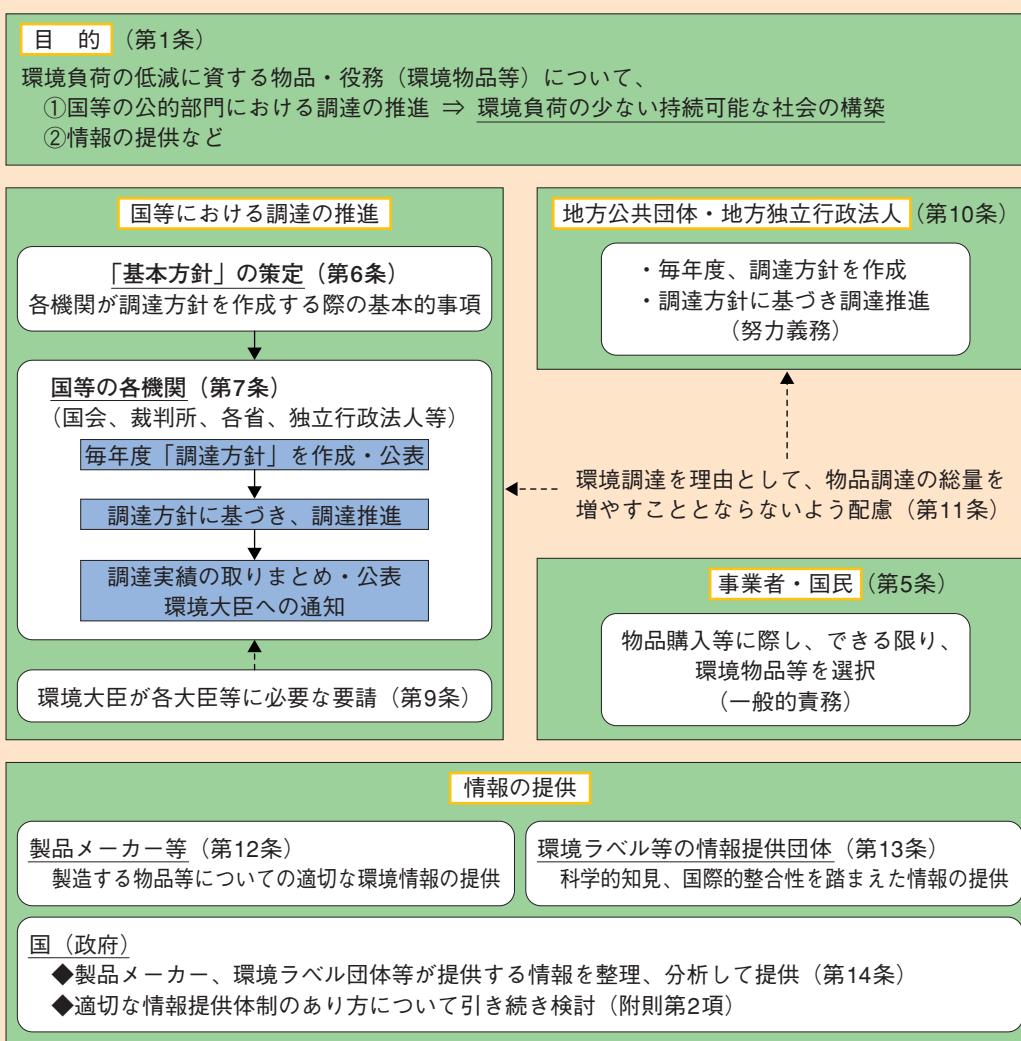 目 的（第1条）
環境負荷の低減に資する物品・役務（環境物品等）について、
①国等の公的部門における調達の推進 ⇒ 環境負荷の少ない持続可能な社会の構築
②情報の提供など
国等における調達の推進
「基本方針」の策定（第6条）
各機関が調達方針を作成する際の基本的事項
国等の各機関（第7条）
（国会、裁判所、各省、独立行政法人等）
毎年度「調達方針」を作成・公表
調達方針に基づき、調達推進
調達実績の取りまとめ・公表
環境大臣への通知
環境大臣が各大臣等に必要な要請（第9条）
地方公共団体・地方独立行政法人（第10条）
・毎年度、調達方針を作成
・調達方針に基づき調達推進
（努力義務）
環境調達を理由として、物品調達の総量を
増やすこととならないよう配慮（第11条）
事業者・国民（第5条）
物品購入等に際し、できる限り、
環境物品等を選択
（一般的責務）
情報の提供
製品メーカー等（第12条）
製造する物品等についての適切な環境情報の提供
環境ラベル等の情報提供団体（第13条）
科学的知見、国際的整合性を踏まえた情報の提供
国（政府）
◆製品メーカー、環境ラベル団体等が提供する情報を整理、分析して提供（第14条）
◆適切な情報提供体制のあり方について引き続き検討（附則第2項）